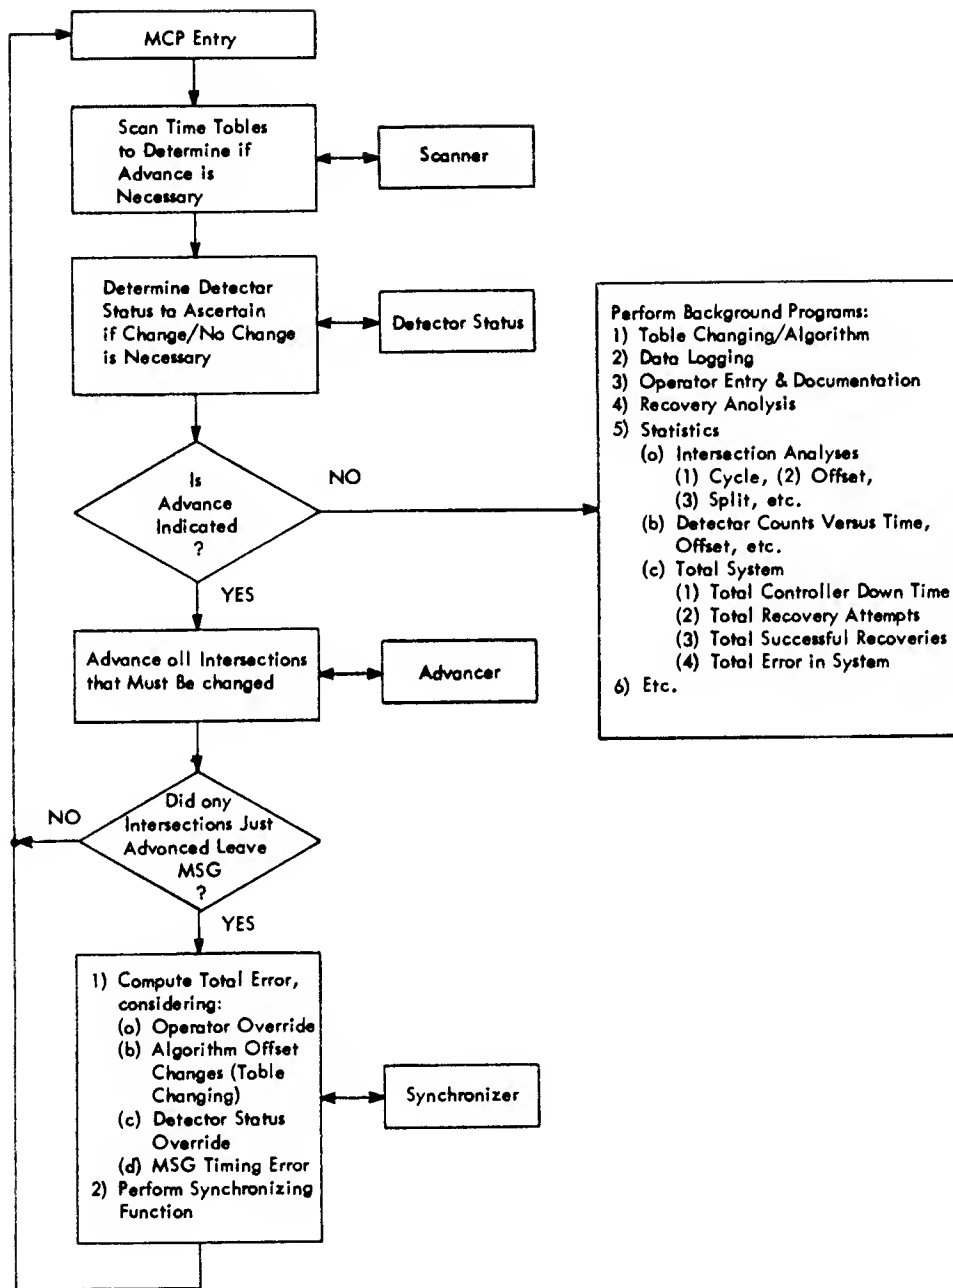 MCP Entry
Scan Time Tables
to Determine if
Advance is
Necessary
Scanner
Determine Detector
Status to Ascertain
if Change/No Change
is Necessary
Detector Status
Is
Advance
Indicated
?
NO
YES
Perform Background Programs:
1) Table Changing/Algorithm
2) Data Logging
3) Operator Entry & Documentation
4) Recovery Analysis
5) Statistics
(a) Intersection Analyses
(1) Cycle, (2) Offset,
(3) Split, etc.
(b) Detector Counts Versus Time,
Offset, etc.
(c) Total System
(1) Total Controller Down Time
(2) Total Recovery Attempts
(3) Total Successful Recoveries
(4) Total Error in System
6) Etc.
Advance all Intersections
that Must Be changed
Advancer
Did any
Intersections Just
Advanced Leave
MSG
?
NO
YES
1) Compute Total Error,
considering:
(a) Operator Override
(b) Algorithm Offset
Changes (Table
Changing)
(c) Detector Status
Override
(d) MSG Timing Error
2) Perform Synchronizing
Function
Synchronizer